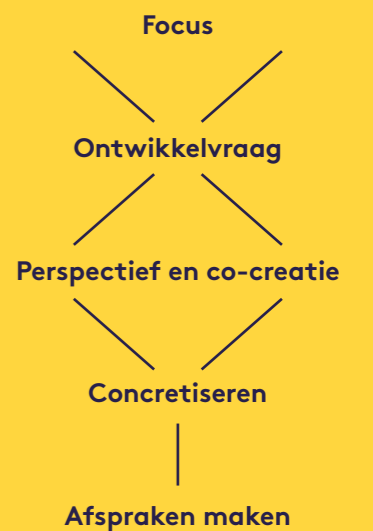 Focus
Ontwikkelvraag
Perspectief en co-creatie
Concretiseren
Afspraken maken